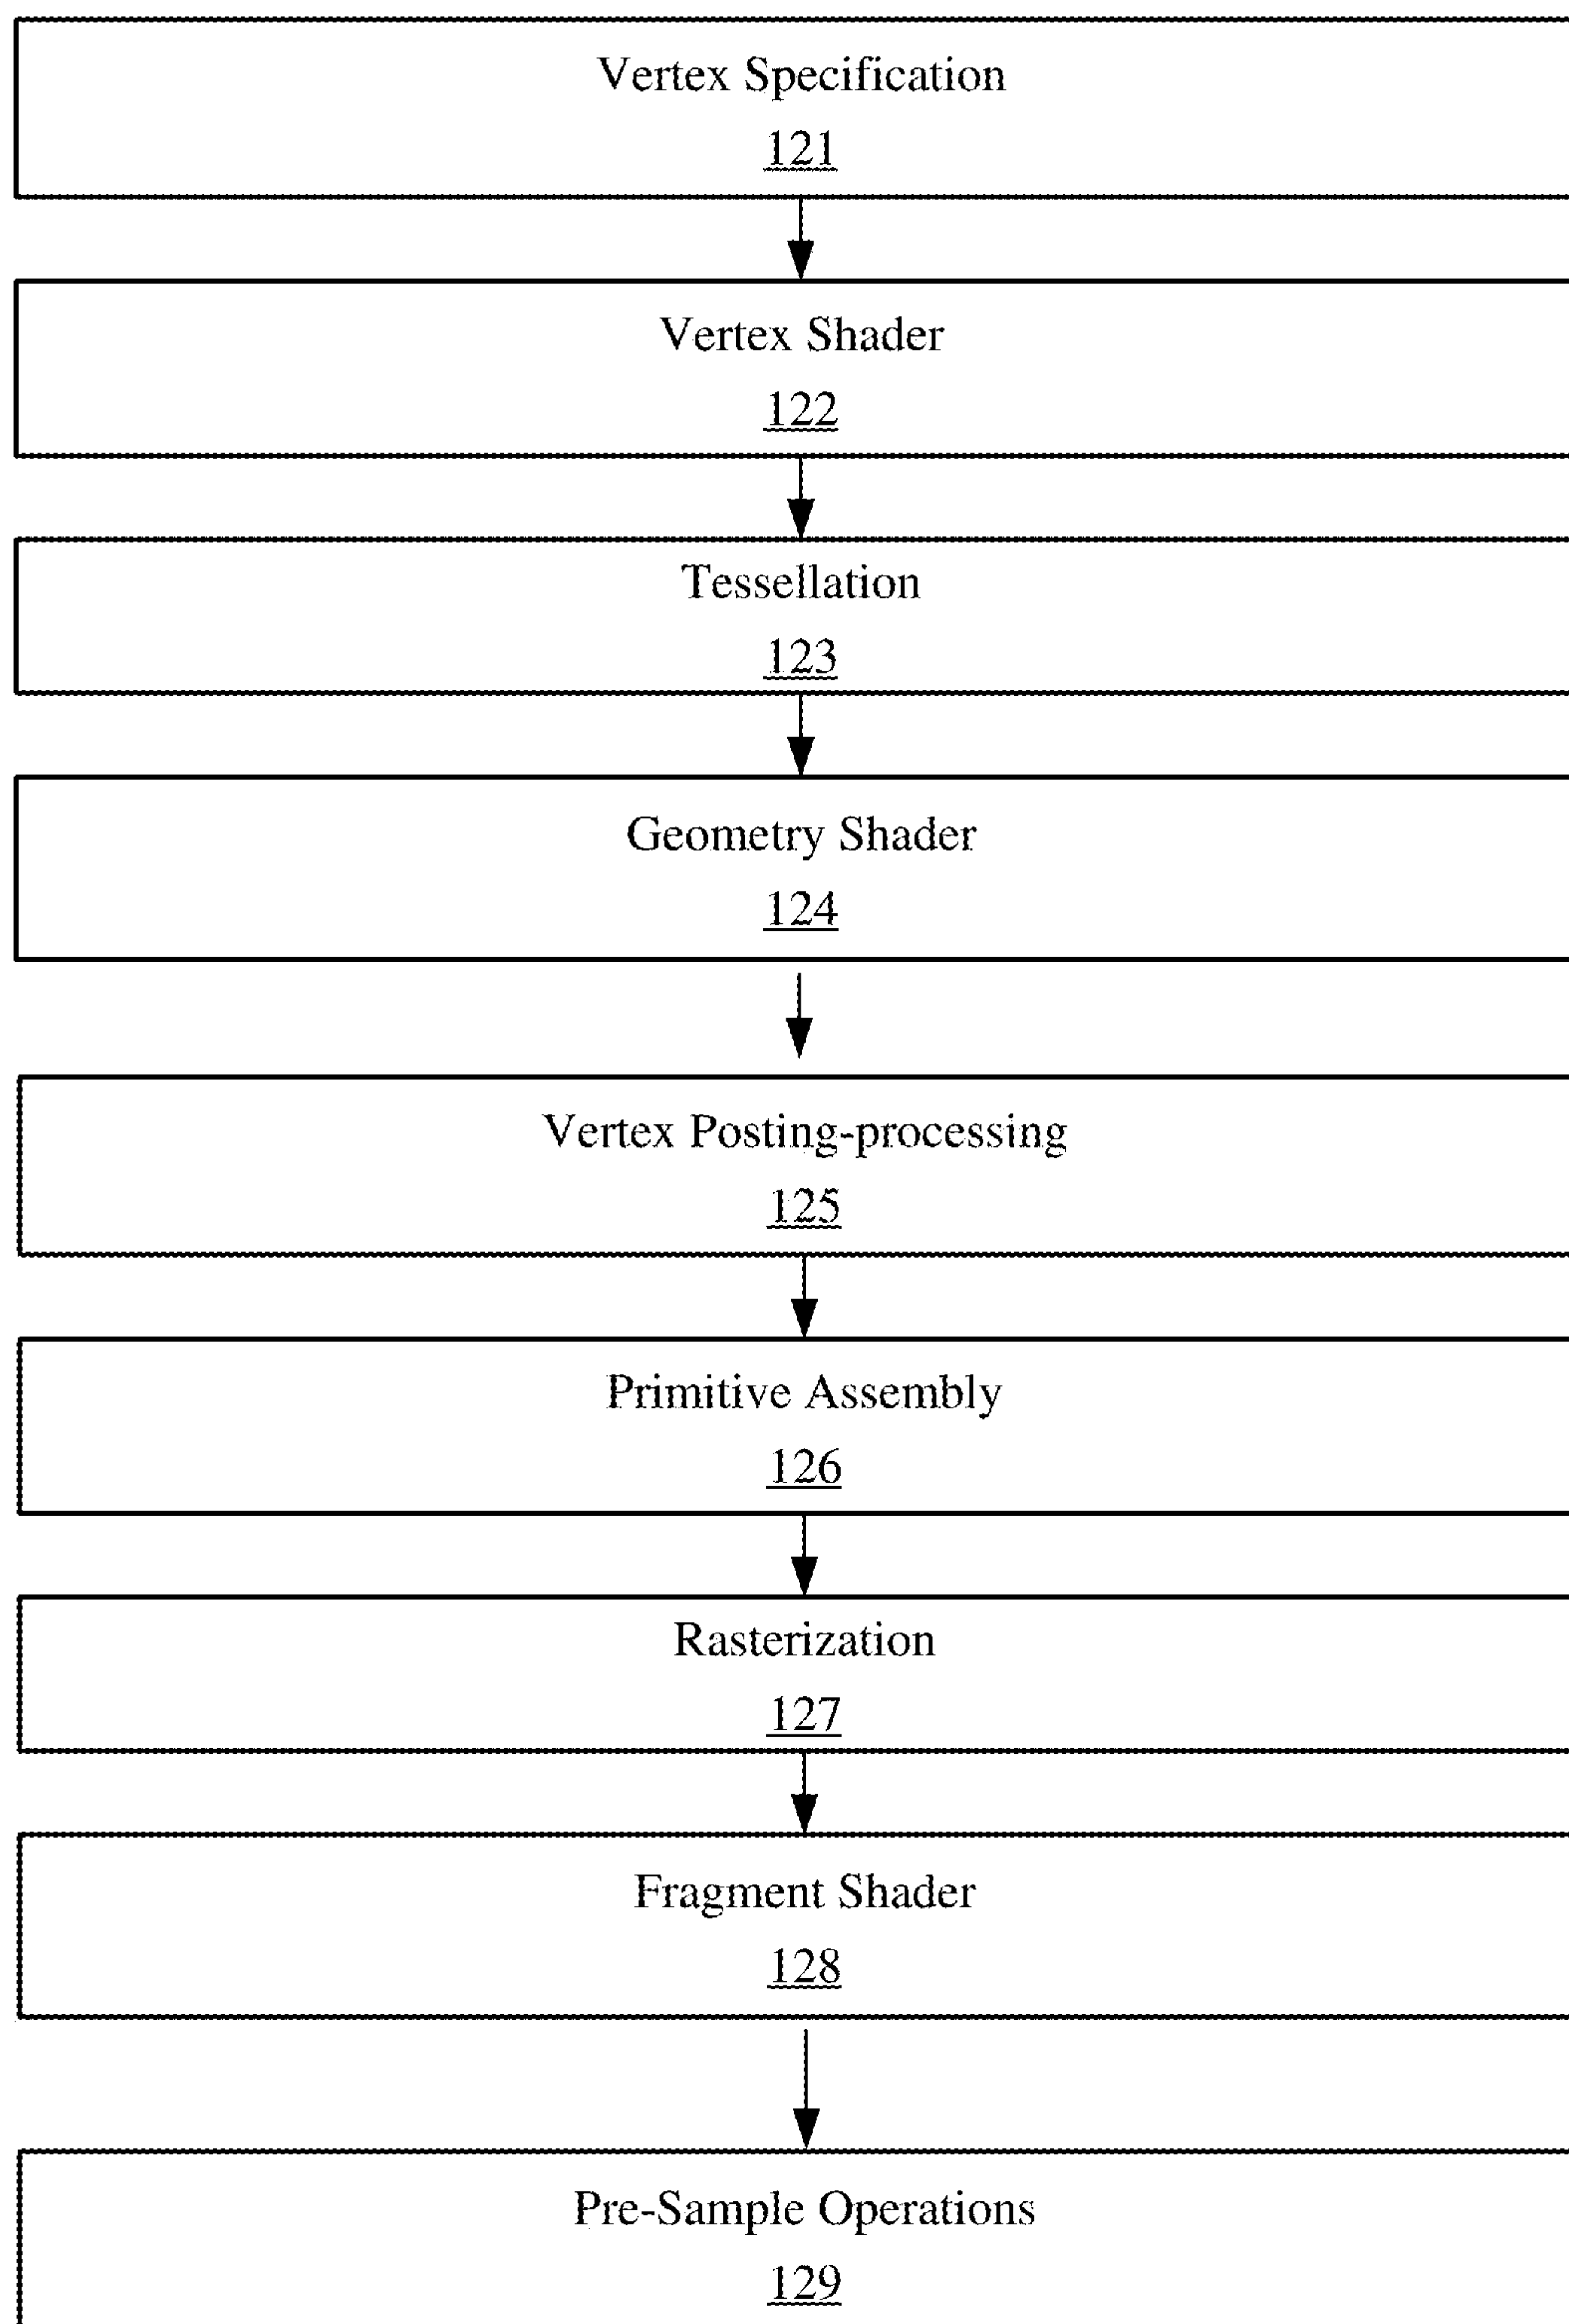 Vertex Specification
121
Vertex Shader
122
Tessellation
123
Geometry Shader
124
Vertex Posting-processing
125
Primitive Assembly
126
Rasterization
127
Fragment Shader
128
Pre-Sample Operations
129